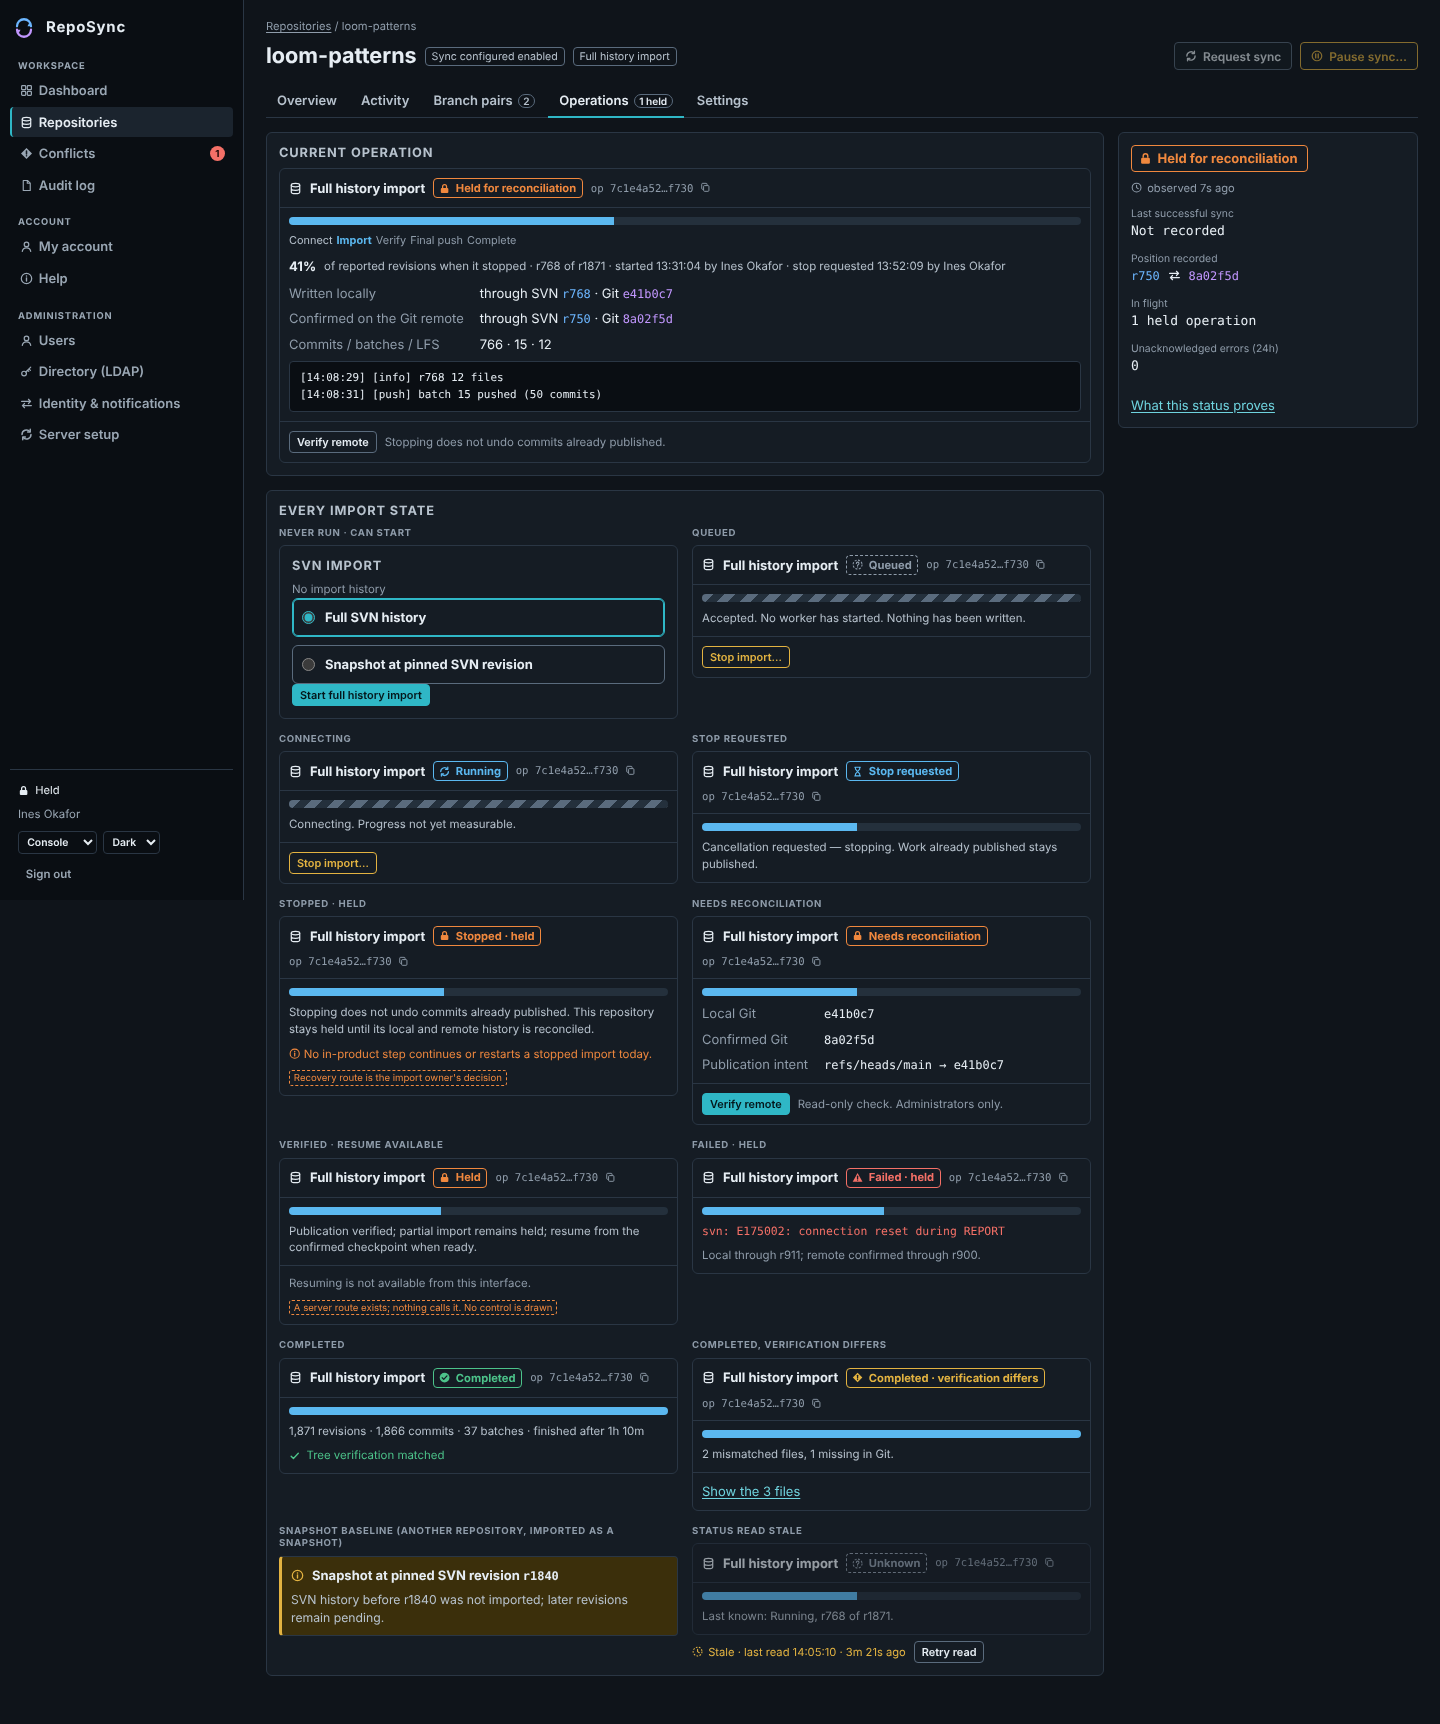 RepoSync
WORKSPACE
Dashboard
Repositories
Conflicts 1
Audit log
ACCOUNT
My account
Help
ADMINISTRATION
Users
Directory (LDAP)
Identity & notifications
Server setup
Held
Ines Okafor
Console Dark
Sign out
Repositories / loom-patterns
loom-patterns Sync configured enabled Full history import
Request sync Pause sync...
Overview Activity Branch pairs 2 Operations 1 held Settings
CURRENT OPERATION
Full history import Held for reconciliation op 7c1e4a52…f730
Connect Import Verify Final push Complete
41% of reported revisions when it stopped · r768 of r1871 · started 13:31:04 by Ines Okafor · stop requested 13:52:09 by Ines Okafor
Written locally through SVN r768 · Git e41b0c7
Confirmed on the Git remote through SVN r750 · Git 8a02f5d
Commits / batches / LFS 766 · 15 · 12
[14:08:29] [info] r768 12 files
[14:08:31] [push] batch 15 pushed (50 commits)
Verify remote Stopping does not undo commits already published.
Held for reconciliation
observed 7s ago
Last successful sync
Not recorded
Position recorded
r750 ⇄ 8a02f5d
In flight
1 held operation
Unacknowledged errors (24h)
0
What this status proves
EVERY IMPORT STATE
NEVER RUN · CAN START
SVN IMPORT
No import history
Full SVN history
Snapshot at pinned SVN revision
Start full history import
QUEUED
Full history import Queued op 7c1e4a52…f730
Accepted. No worker has started. Nothing has been written.
Stop import...
CONNECTING
Full history import Running op 7c1e4a52…f730
Connecting. Progress not yet measurable.
Stop import...
STOP REQUESTED
Full history import Stop requested
op 7c1e4a52…f730
Cancellation requested — stopping. Work already published stays
published.
STOPPED · HELD
Full history import Stopped · held
op 7c1e4a52…f730
Stopping does not undo commits already published. This repository
stays held until its local and remote history is reconciled.
No in-product step continues or restarts a stopped import today.
Recovery route is the import owner's decision
NEEDS RECONCILIATION
Full history import Needs reconciliation
op 7c1e4a52…f730
Local Git e41b0c7
Confirmed Git 8a02f5d
Publication intent refs/heads/main → e41b0c7
Verify remote Read-only check. Administrators only.
VERIFIED · RESUME AVAILABLE
Full history import Held op 7c1e4a52…f730
Publication verified; partial import remains held; resume from the
confirmed checkpoint when ready.
Resuming is not available from this interface.
A server route exists; nothing calls it. No control is drawn
FAILED · HELD
Full history import Failed · held op 7c1e4a52…f730
svn: E175002: connection reset during REPORT
Local through r911; remote confirmed through r900.
COMPLETED
Full history import Completed op 7c1e4a52…f730
1,871 revisions · 1,866 commits · 37 batches · finished after 1h 10m
Tree verification matched
COMPLETED, VERIFICATION DIFFERS
Full history import Completed · verification differs
op 7c1e4a52…f730
2 mismatched files, 1 missing in Git.
Show the 3 files
SNAPSHOT BASELINE (ANOTHER REPOSITORY, IMPORTED AS A
SNAPSHOT)
Snapshot at pinned SVN revision r1840
SVN history before r1840 was not imported; later revisions
remain pending.
STATUS READ STALE
Full history import Unknown op 7c1e4a52…f730
Last known: Running, r768 of r1871.
Stale · last read 14:05:10 · 3m 21s ago Retry read